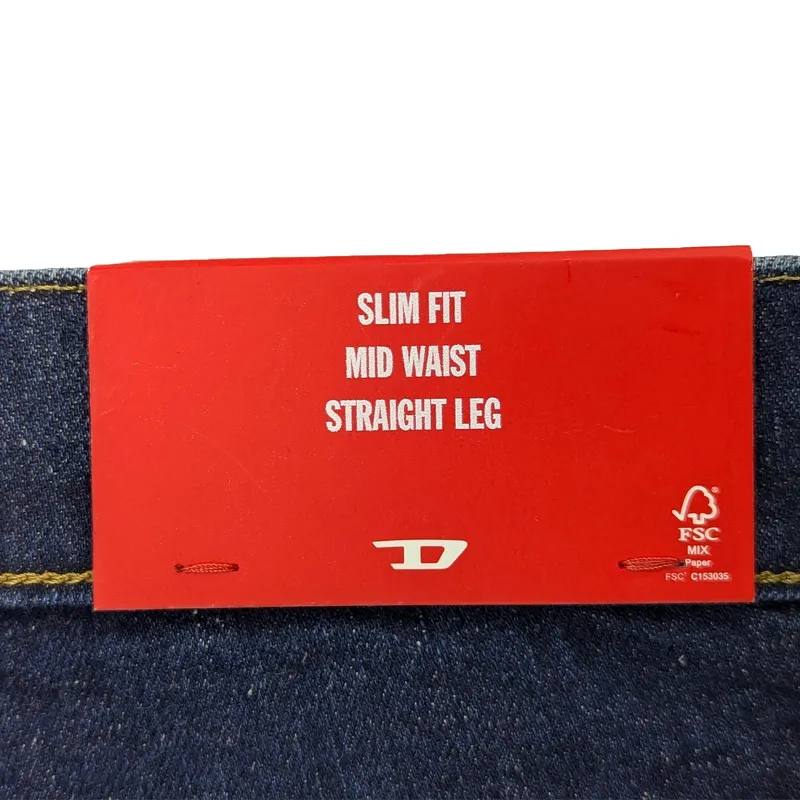 SLIM FIT
MID WAIST
STRAIGHT LEG
D
FSC
MIX
Paper
FSC® C153035